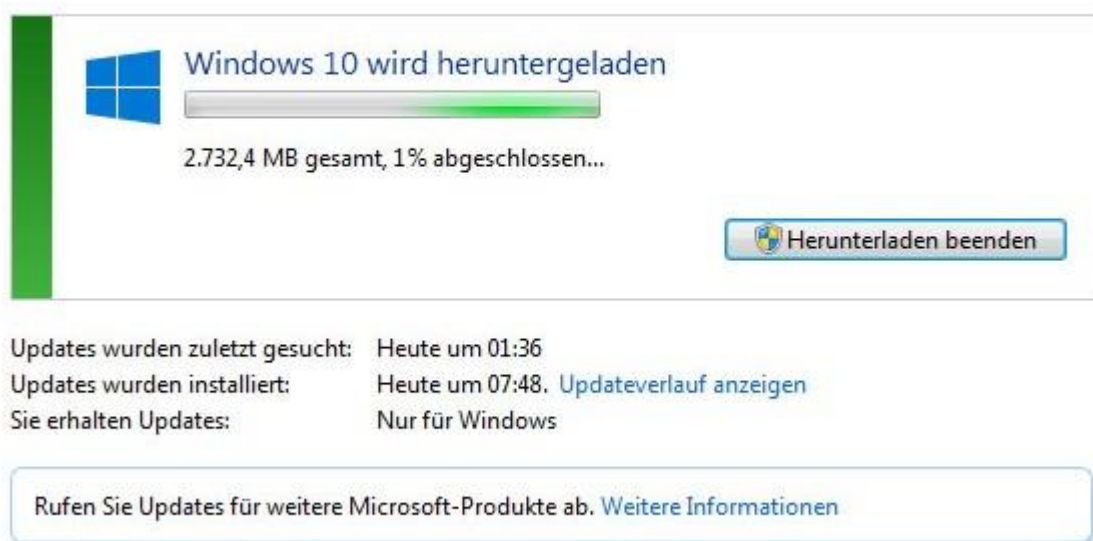 Windows 10 wird heruntergeladen
2.732,4 MB gesamt, 1% abgeschlossen...
Herunterladen beenden
Updates wurden zuletzt gesucht: Heute um 01:36
Updates wurden installiert: Heute um 07:48. Updateverlauf anzeigen
Sie erhalten Updates: Nur für Windows
Rufen Sie Updates für weitere Microsoft-Produkte ab. Weitere Informationen